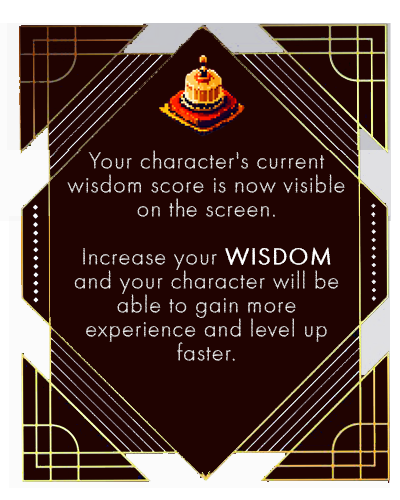 Your character's current
wisdom score is now visible
on the screen.
Increase your WISDOM
and your character will be
able to gain more
experience and level up
faster.